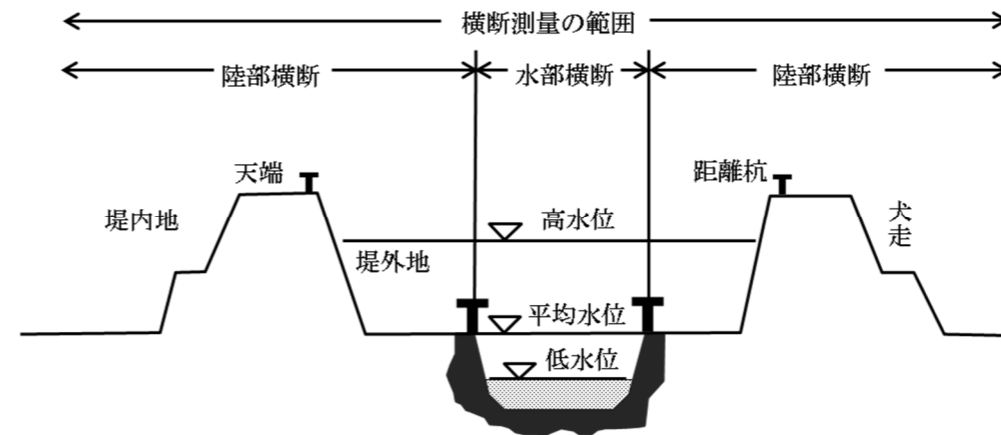 横断測量の範囲
陸部横断
水部横断
陸部横断
天端
距離杭
堤内地
高水位
犬走
堤外地
平均水位
低水位